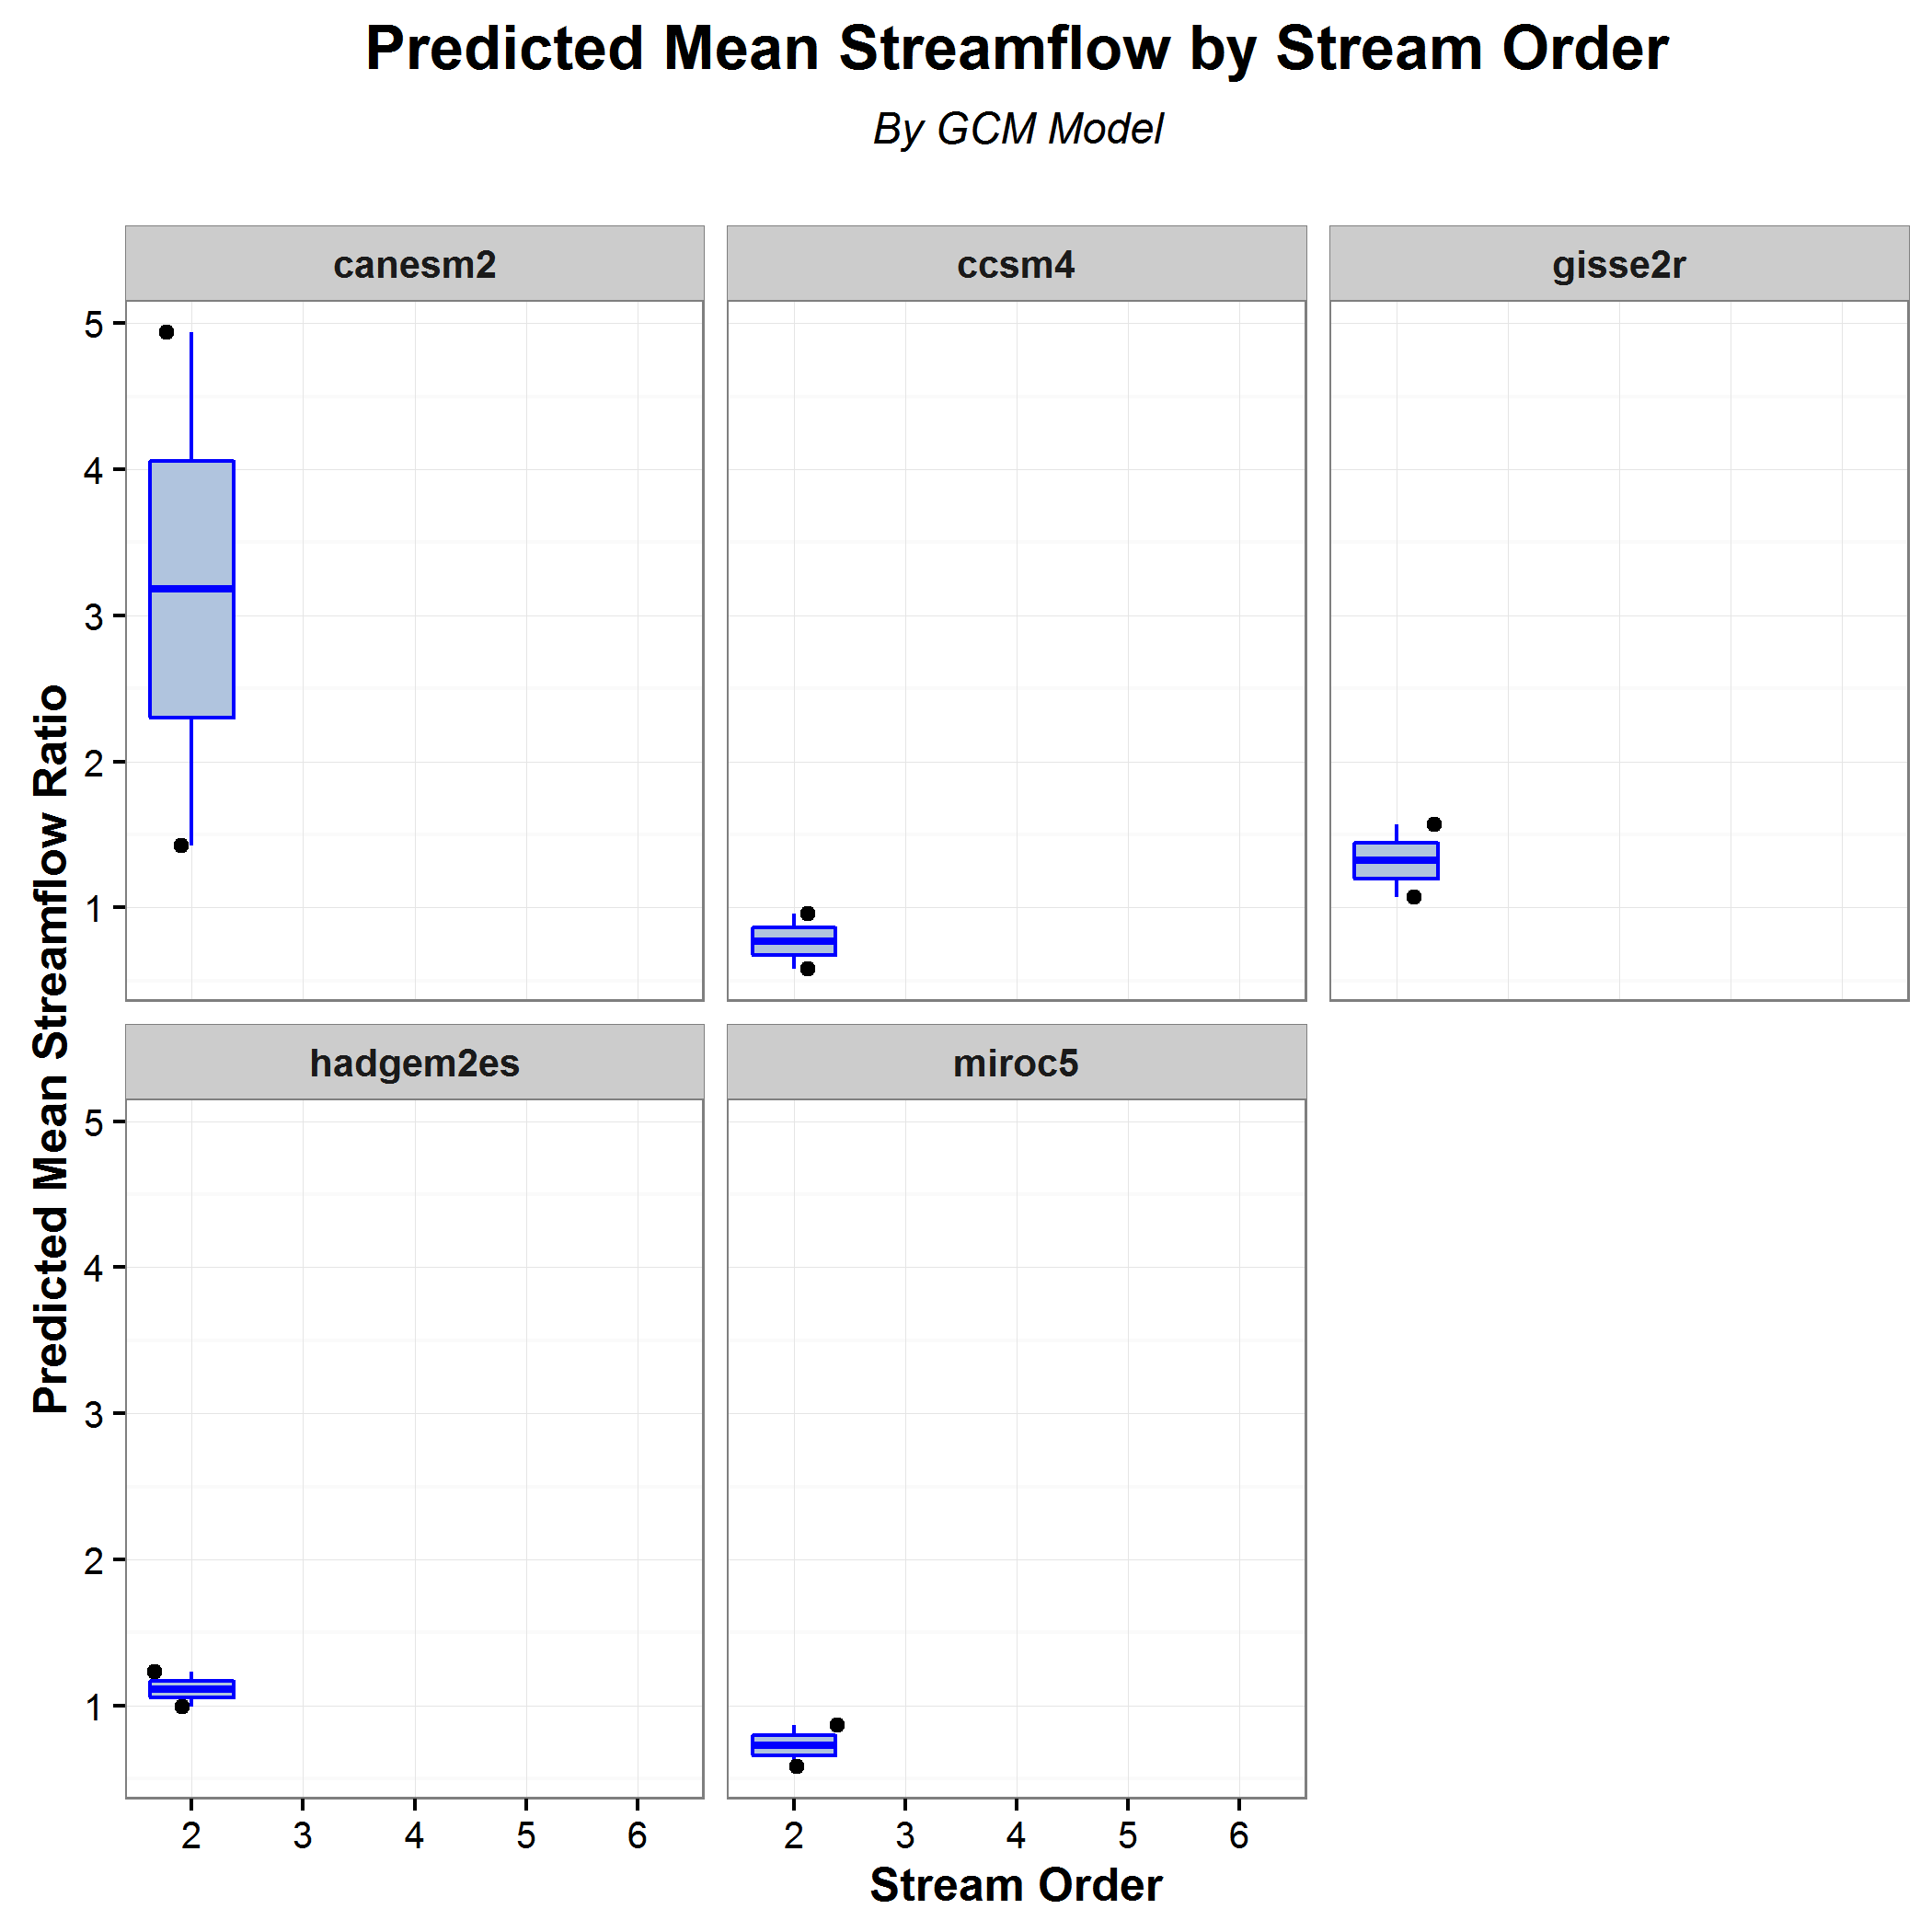 Predicted Mean Streamflow by Stream Order
By GCM Model
canesm2
ccsm4
gisse2r
5
4
3
2
1
Predicted Mean Streamflow Ratio
hadgem2es
miroc5
5
4
3
2
1
2 3 4 5 6
2 3 4 5 6
Stream Order